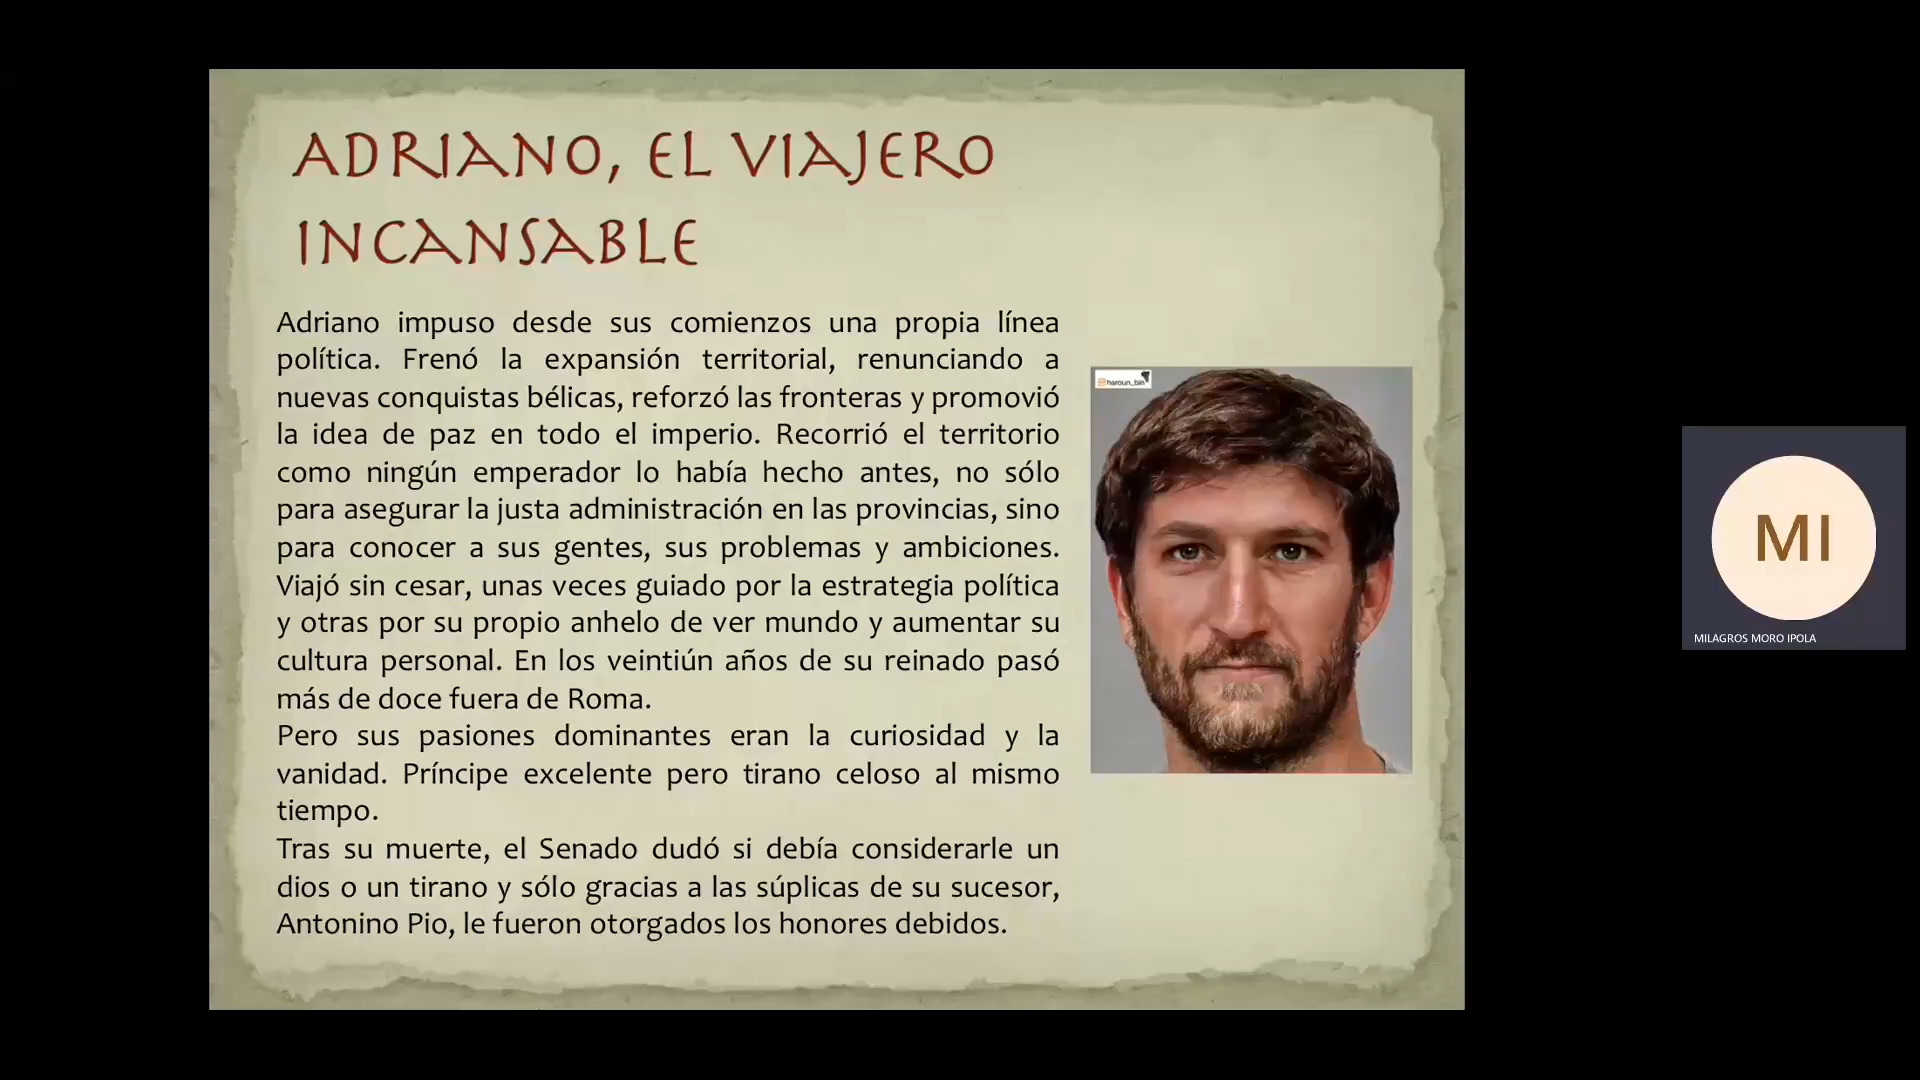 ADRIANO, EL VIAJERO
INCANSABLE
Adriano impuso desde sus comienzos una propia línea
política. Frenó la expansión territorial, renunciando a
nuevas conquistas bélicas, reforzó las fronteras y promovió
la idea de paz en todo el imperio. Recorrió el territorio
como ningún emperador lo había hecho antes, no sólo
para asegurar la justa administración en las provincias, sino
para conocer a sus gentes, sus problemas y ambiciones.
Viajó sin cesar, unas veces guiado por la estrategia política
y otras por su propio anhelo de ver mundo y aumentar su
cultura personal. En los veintiún años de su reinado pasó
más de doce fuera de Roma.
Pero sus pasiones dominantes eran la curiosidad y la
vanidad. Príncipe excelente pero tirano celoso al mismo
tiempo.
Tras su muerte, el Senado dudó si debía considerarle un
dios o un tirano y sólo gracias a las súplicas de su sucesor,
Antonino Pio, le fueron otorgados los honores debidos.
haroun_bin
MI
MILAGROS MORO IPOLA